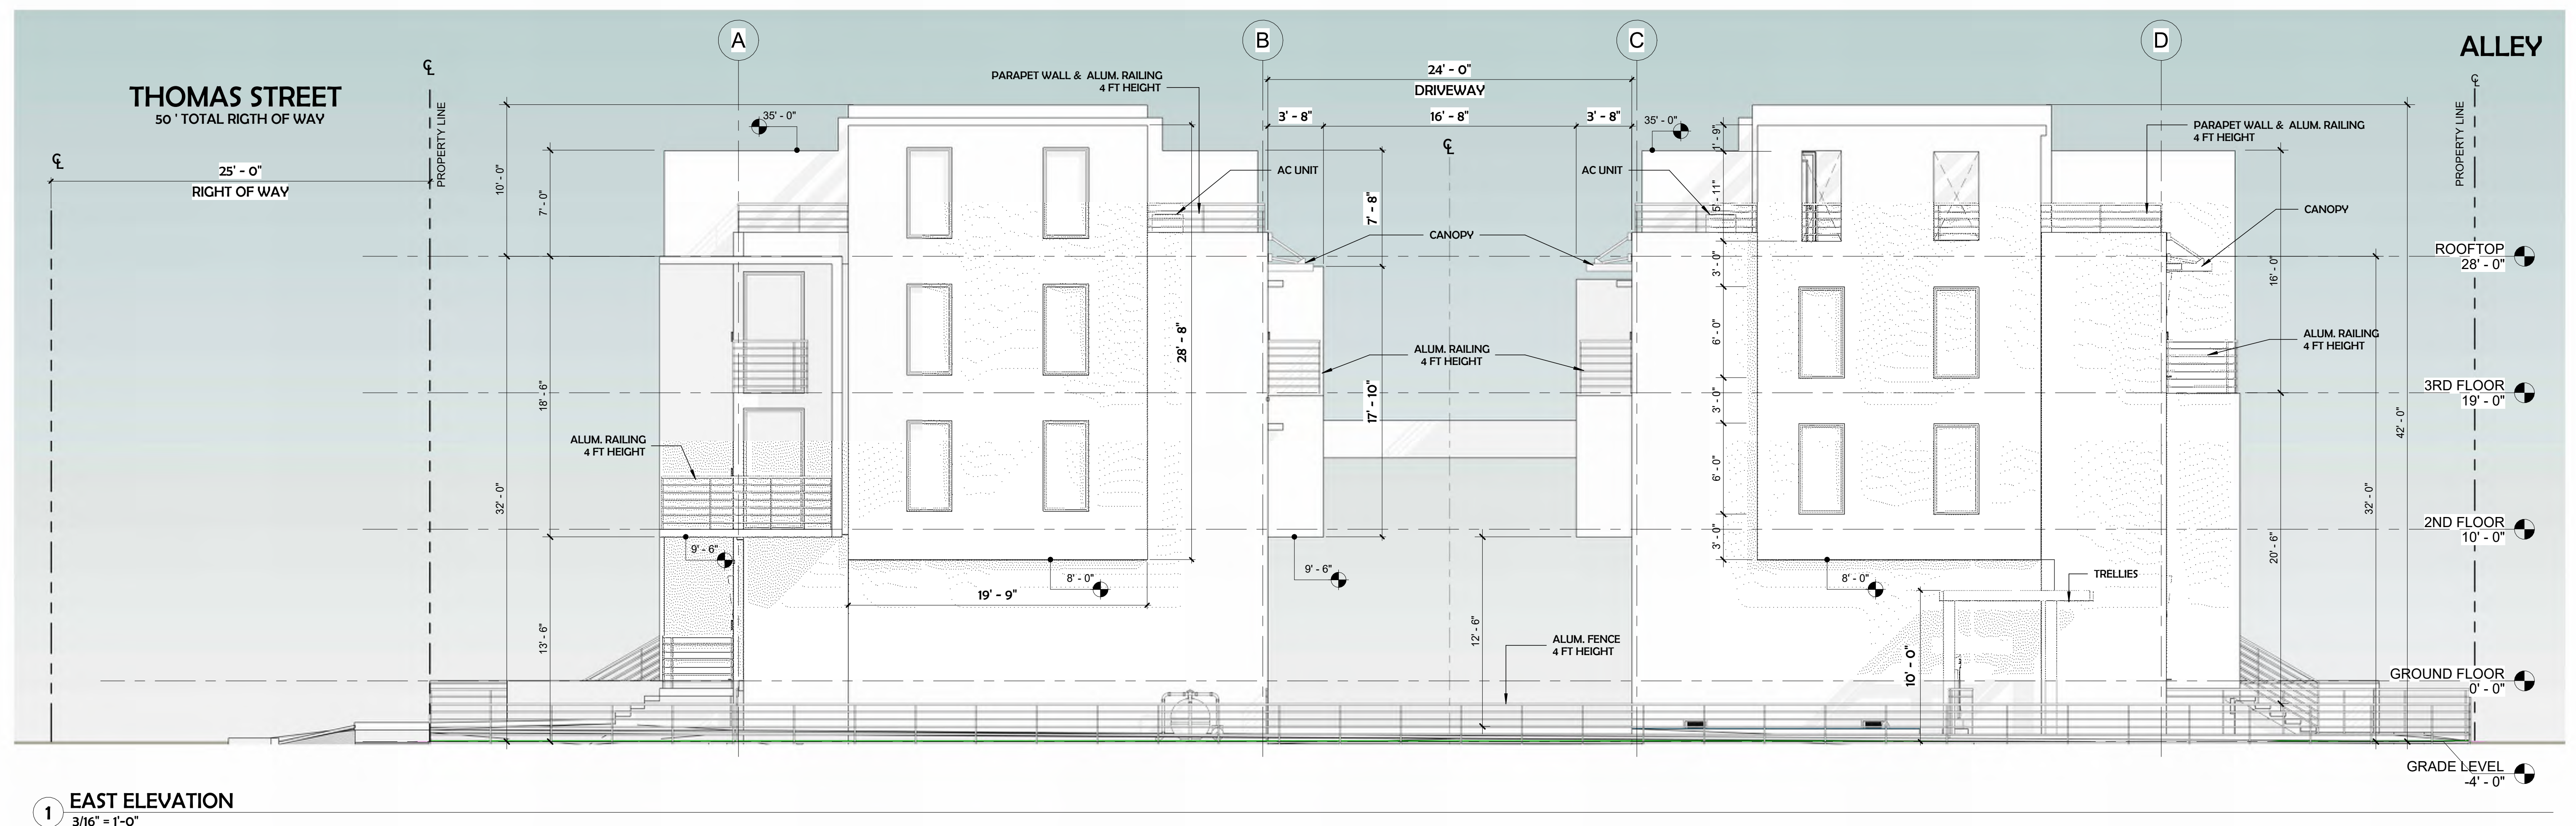 A
B
C
D
ALLEY
THOMAS STREET
50 ' TOTAL RIGTH OF WAY
PROPERTY LINE
25' - 0"
RIGHT OF WAY
PARAPET WALL & ALUM. RAILING
4 FT HEIGHT
24' - 0"
DRIVEWAY
3' - 8"
16' - 8"
3' - 8"
35' - 0"
35' - 0"
PROPERTY LINE
PARAPET WALL & ALUM. RAILING
4 FT HEIGHT
10' - 0"
7' - 0"
AC UNIT
AC UNIT
7' - 8"
5' - 11"
CANOPY
CANOPY
ROOFTOP
28' - 0"
3' - 0"
16' - 0"
28' - 8"
ALUM. RAILING
4 FT HEIGHT
6' - 0"
ALUM. RAILING
4 FT HEIGHT
3RD FLOOR
19' - 0"
18' - 6"
17' - 10"
3' - 0"
42' - 0"
ALUM. RAILING
4 FT HEIGHT
6' - 0"
32' - 0"
32' - 0"
2ND FLOOR
10' - 0"
3' - 0"
20' - 6"
9' - 6"
8' - 0"
9' - 6"
8' - 0"
TRELLIES
19' - 9"
13' - 6"
12' - 6"
ALUM. FENCE
4 FT HEIGHT
10' - 0"
GROUND FLOOR
0' - 0"
GRADE LEVEL
-4' - 0"
1
EAST ELEVATION
3/16" = 1'-0"